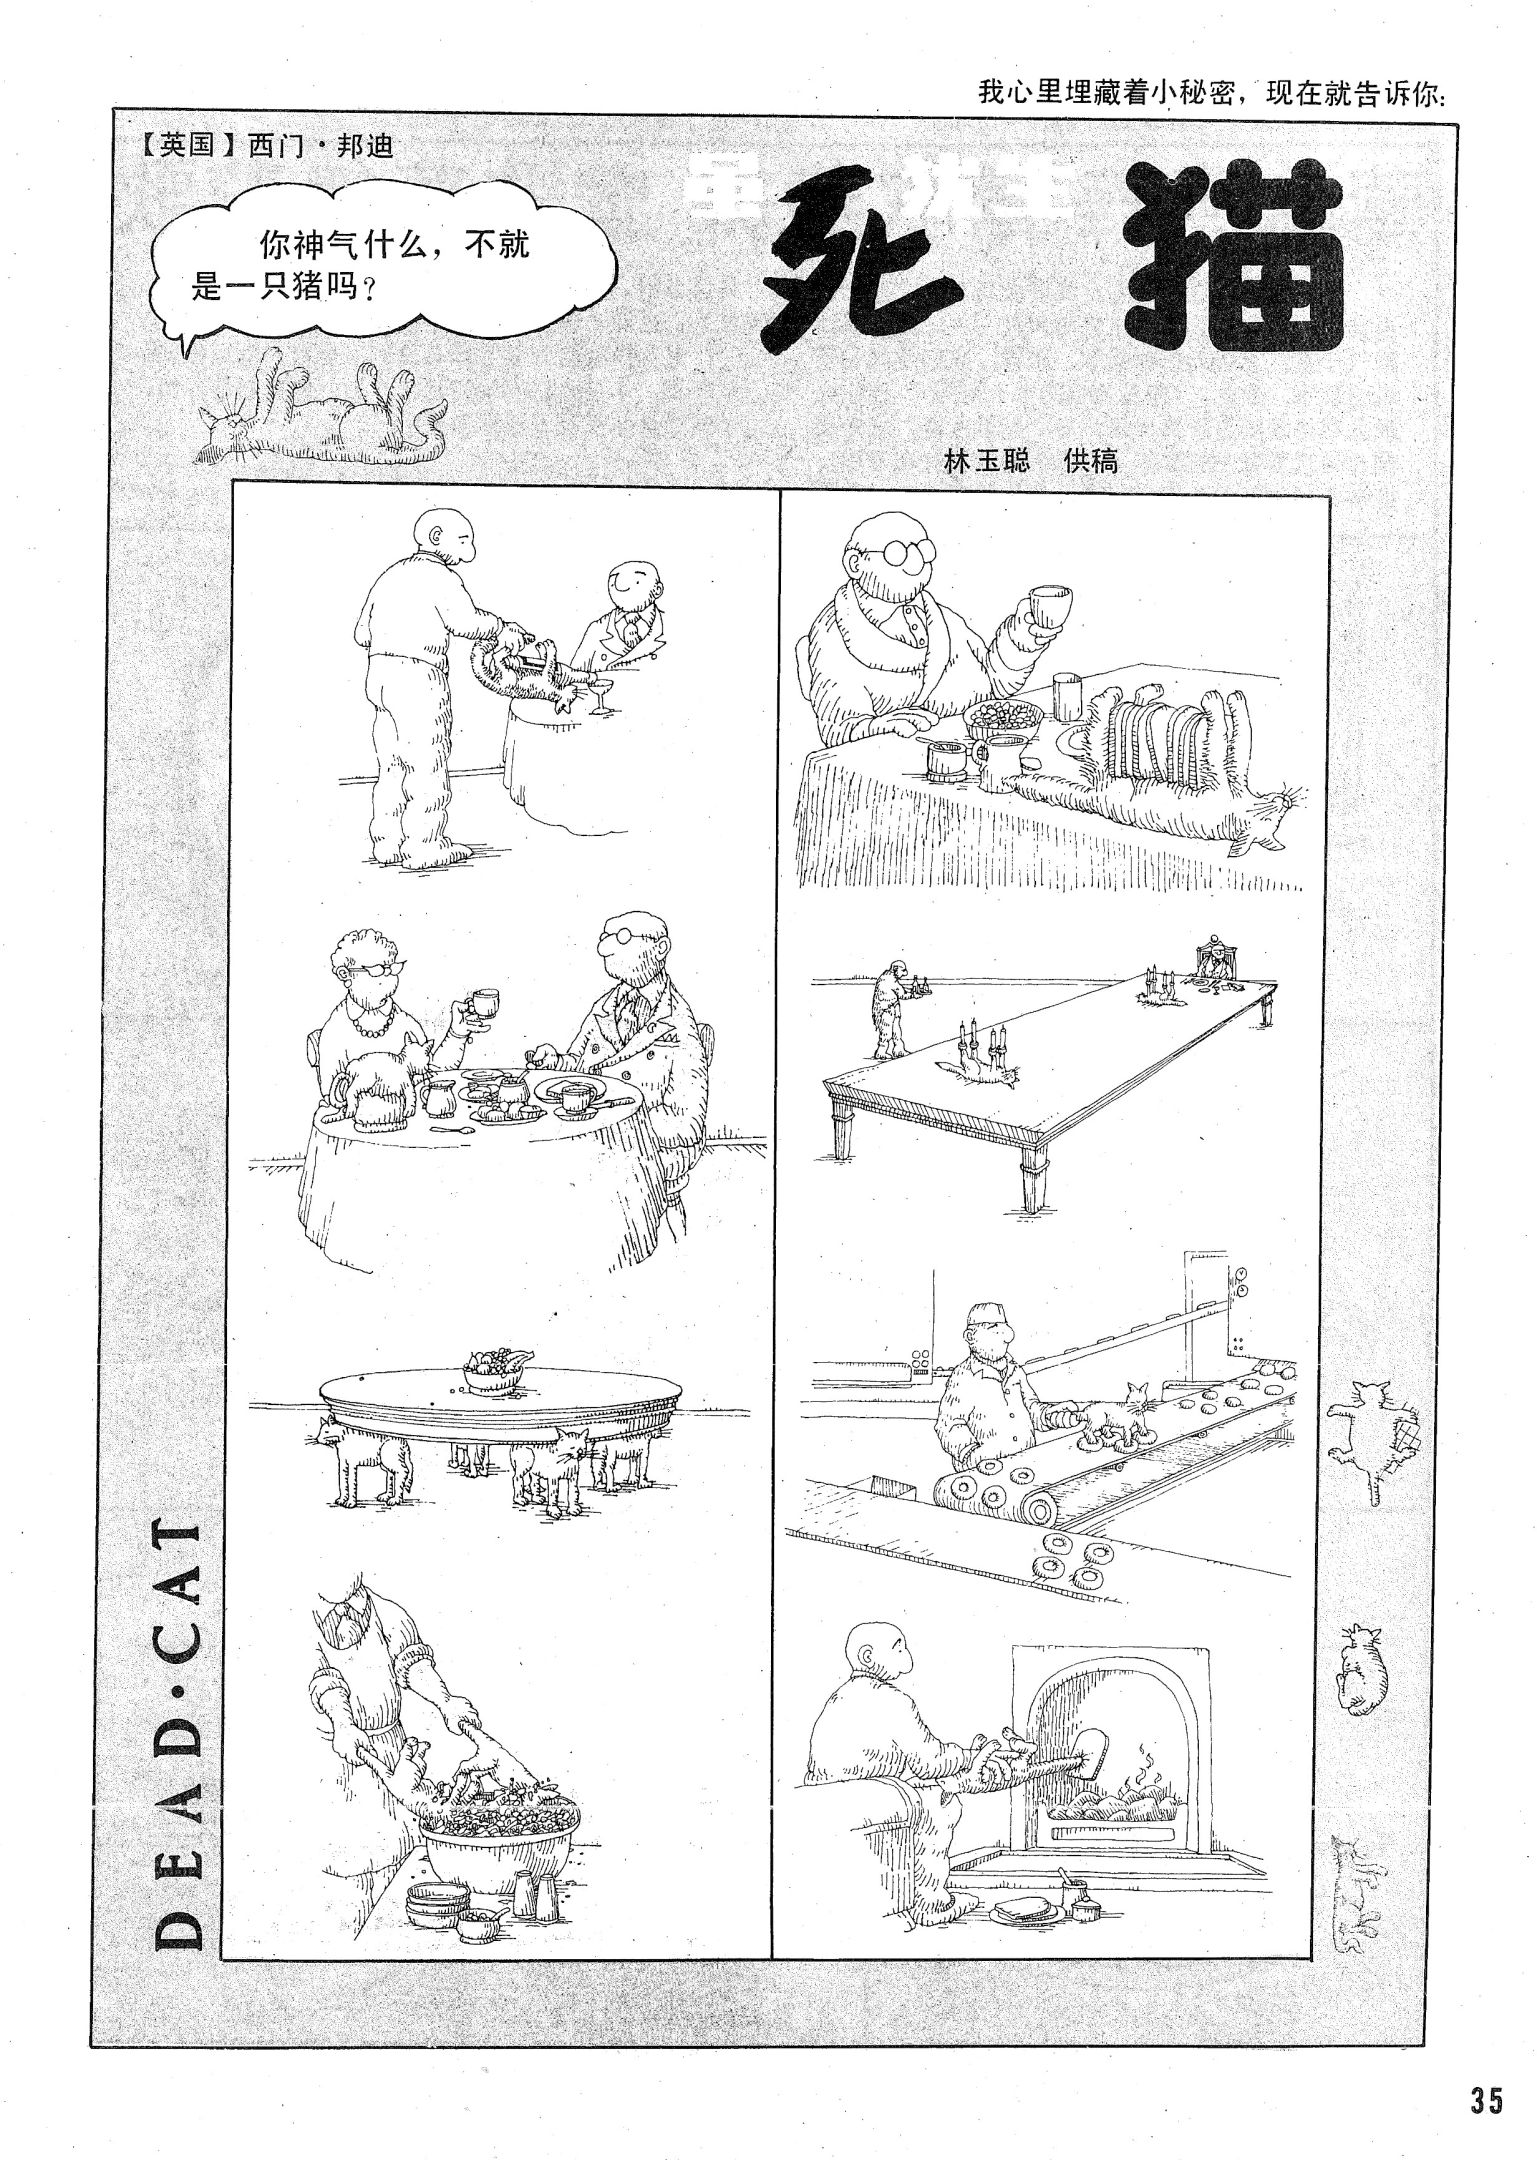 我心里埋藏着小秘密，现在就告诉你：
【英国】西门·邦迪
你神气什么，不就
是一只猪吗？
死 猫
林玉聪 供稿
DEAD·CAT
35